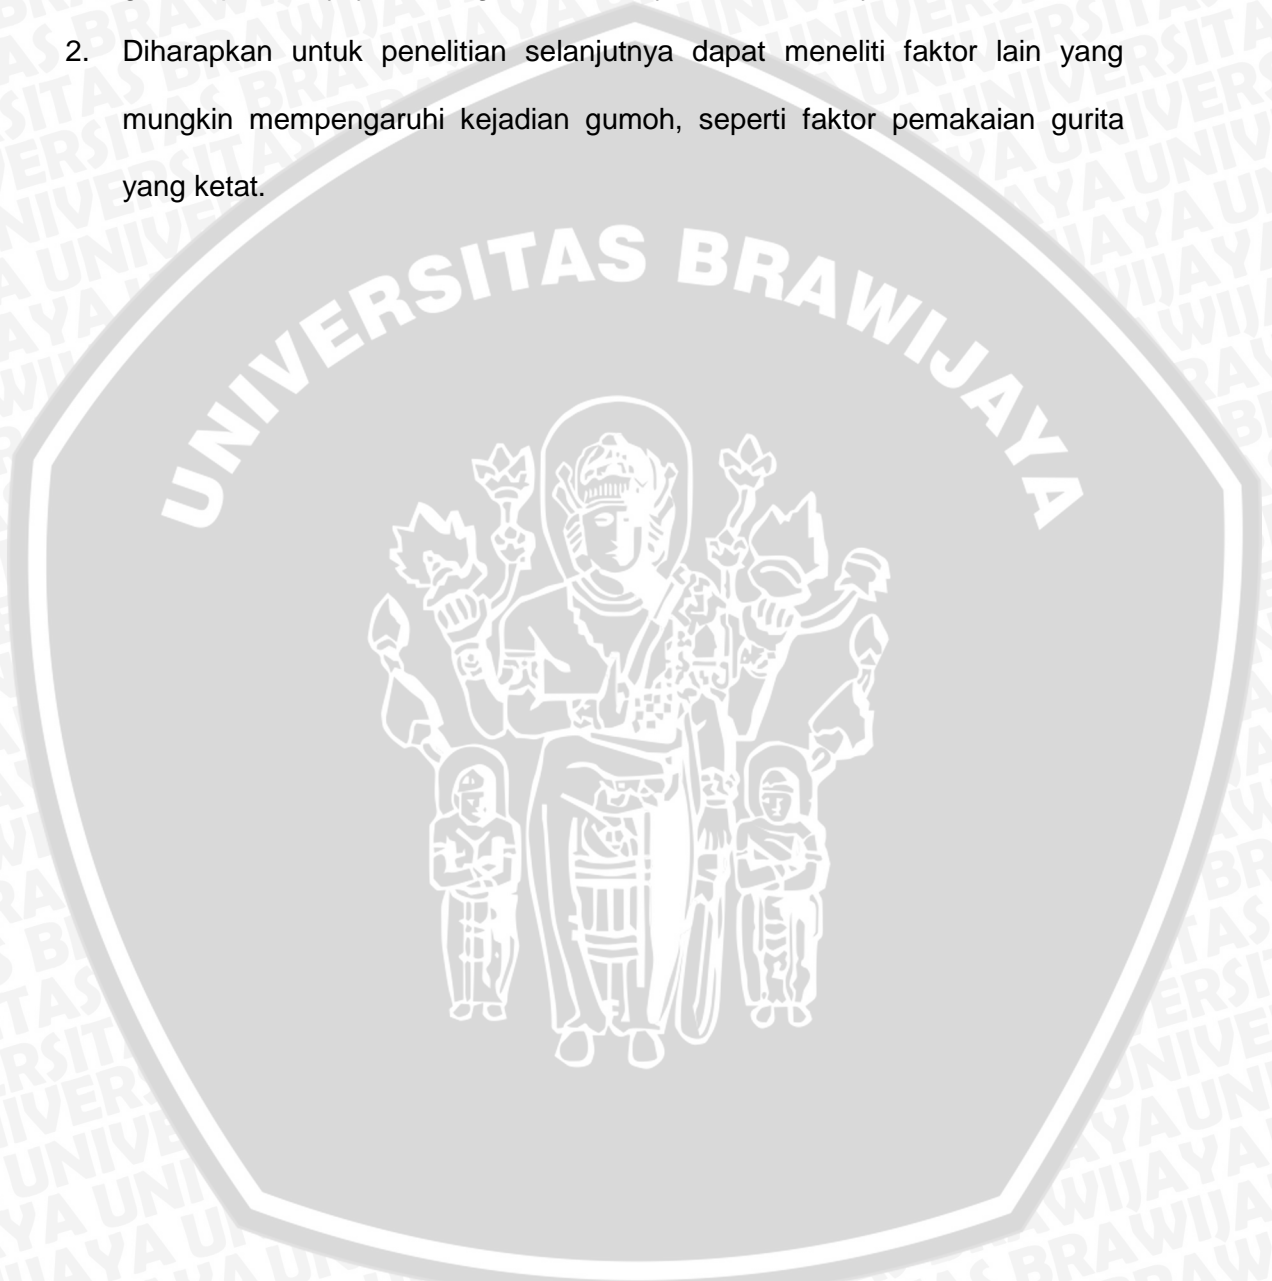 2. Diharapkan untuk penelitian selanjutnya dapat meneliti faktor lain yang
mungkin mempengaruhi kejadian gumoh, seperti faktor pemakaian gurita
yang ketat.
UNIVERSITAS BRAWIJAYA